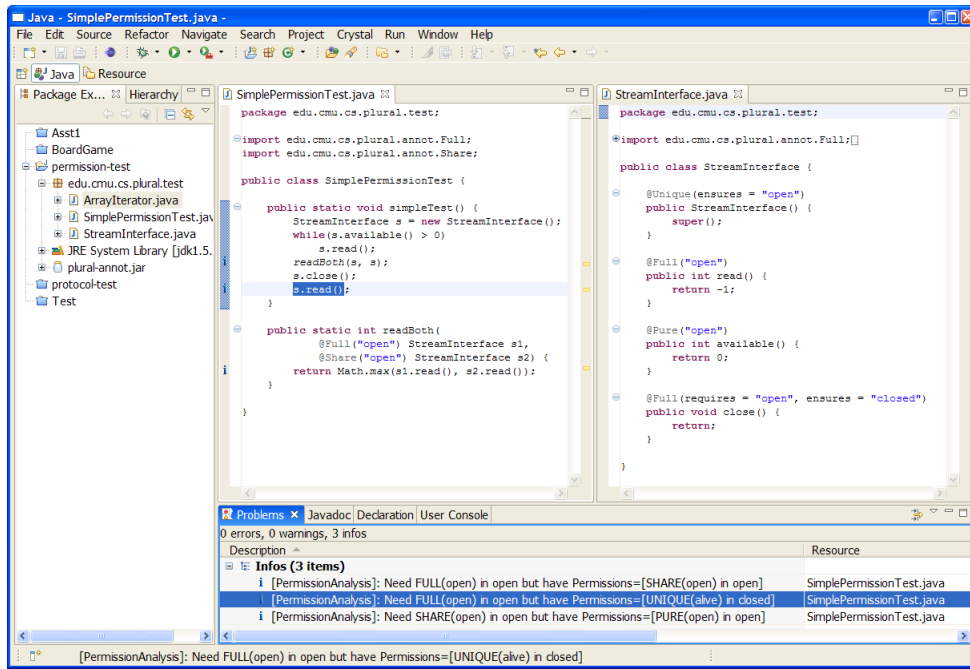 Java - SimplePermissionTest.java -
File Edit Source Refactor Navigate Search Project Crystal Run Window Help
Java Resource
Package Ex... Hierarchy
Asst1
BoardGame
permission-test
edu.cmu.cs.plural.test
ArrayIterator.java
SimplePermissionTest.jav
StreamInterface.java
JRE System Library [jdk1.5.
plural-annot.jar
protocol-test
Test
SimplePermissionTest.java
package edu.cmu.cs.plural.test;
import edu.cmu.cs.plural.annot.Full;
import edu.cmu.cs.plural.annot.Share;
public class SimplePermissionTest {
public static void simpleTest() {
StreamInterface s = new StreamInterface();
while(s.available() > 0)
s.read();
readBoth(s, s);
s.close();
s.read();
}
public static int readBoth(
@Full("open") StreamInterface s1,
@Share("open") StreamInterface s2) {
return Math.max(s1.read(), s2.read());
}
}
StreamInterface.java
package edu.cmu.cs.plural.test;
import edu.cmu.cs.plural.annot.Full;
public class StreamInterface {
@Unique(ensures = "open")
public StreamInterface() {
super();
}
@Full("open")
public int read() {
return -1;
}
@Pure("open")
public int available() {
return 0;
}
@Full(requires = "open", ensures = "closed")
public void close() {
return;
}
}
Problems Javadoc Declaration User Console
0 errors, 0 warnings, 3 infos
Description Resource
Infos (3 items)
i [PermissionAnalysis]: Need FULL(open) in open but have Permissions=[SHARE(open) in open] SimplePermissionTest.java
i [PermissionAnalysis]: Need FULL(open) in open but have Permissions=[UNIQUE(alive) in closed] SimplePermissionTest.java
i [PermissionAnalysis]: Need SHARE(open) in open but have Permissions=[PURE(open) in open] SimplePermissionTest.java
[PermissionAnalysis]: Need FULL(open) in open but have Permissions=[UNIQUE(alive) in closed]